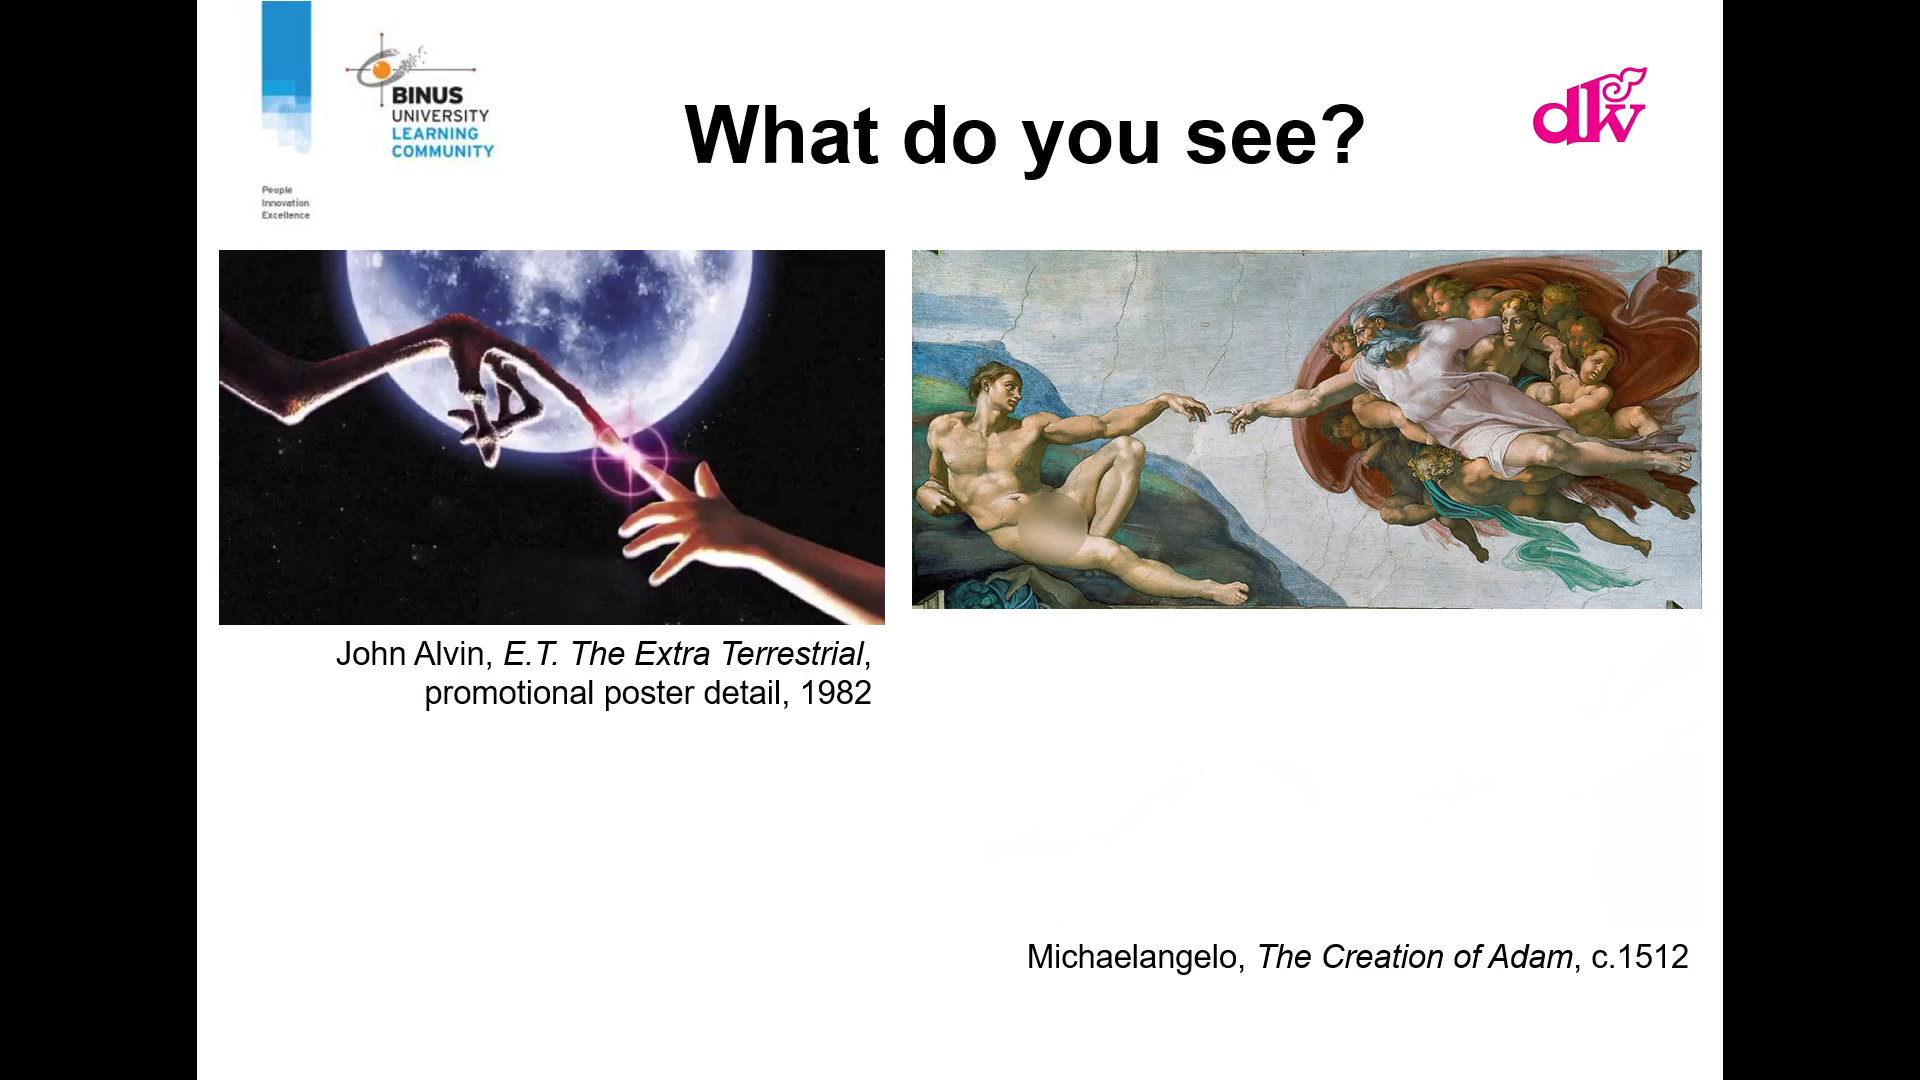 BINUS
UNIVERSITY
LEARNING
COMMUNITY
People
Innovation
Excellence
What do you see?
dkv
John Alvin, E.T. The Extra Terrestrial,
promotional poster detail, 1982
Michaelangelo, The Creation of Adam, c.1512